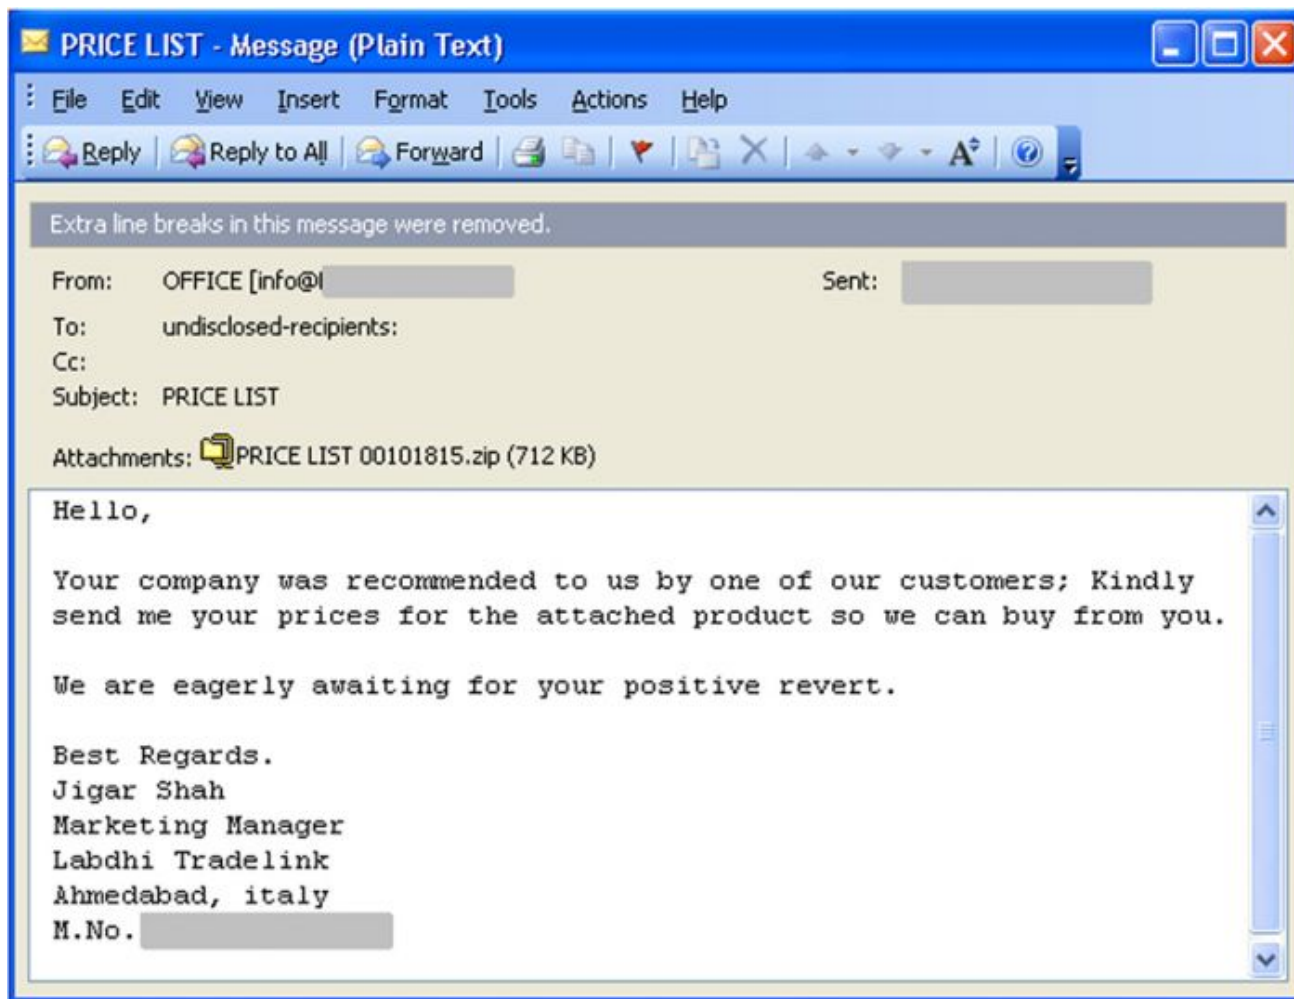 PRICE LIST - Message (Plain Text)
File Edit View Insert Format Tools Actions Help
Reply Reply to All Forward
Extra line breaks in this message were removed.
From: OFFICE [info@ Sent:
To: undisclosed-recipients:
Cc:
Subject: PRICE LIST
Attachments: PRICE LIST 00101815.zip (712 KB)
Hello,
Your company was recommended to us by one of our customers; Kindly
send me your prices for the attached product so we can buy from you.
We are eagerly awaiting for your positive revert.
Best Regards.
Jigar Shah
Marketing Manager
Labdhi Tradelink
Ahmedabad, italy
M.No.